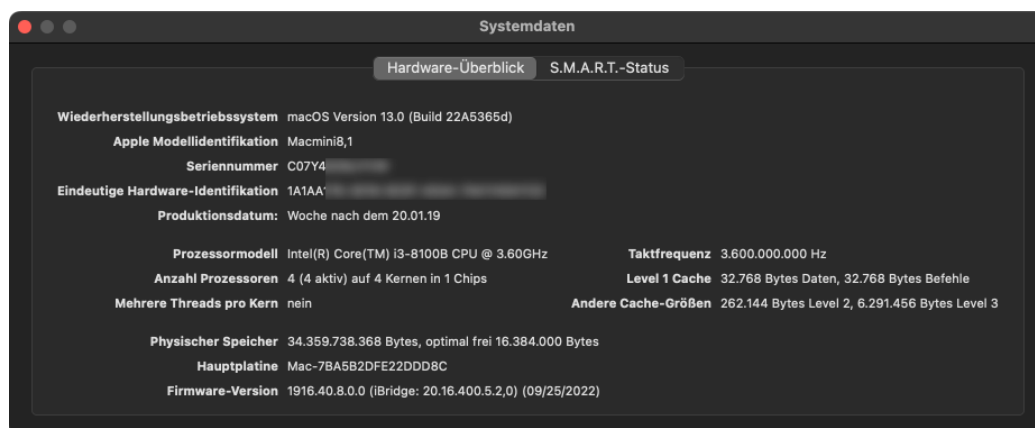 Systemdaten
Hardware-Überblick S.M.A.R.T.-Status
Wiederherstellungsbetriebssystem macOS Version 13.0 (Build 22A5365d)
Apple Modellidentifikation Macmini8,1
Seriennummer C07Y4
Eindeutige Hardware-Identifikation 1A1AA
Produktionsdatum: Woche nach dem 20.01.19
Prozessormodell Intel(R) Core(TM) i3-8100B CPU @ 3.60GHz Taktfrequenz 3.600.000.000 Hz
Anzahl Prozessoren 4 (4 aktiv) auf 4 Kernen in 1 Chips Level 1 Cache 32.768 Bytes Daten, 32.768 Bytes Befehle
Mehrere Threads pro Kern nein Andere Cache-Größen 262.144 Bytes Level 2, 6.291.456 Bytes Level 3
Physischer Speicher 34.359.738.368 Bytes, optimal frei 16.384.000 Bytes
Hauptplatine Mac-7BA5B2DFE22DDD8C
Firmware-Version 1916.40.8.0.0 (iBridge: 20.16.400.5.2,0) (09/25/2022)